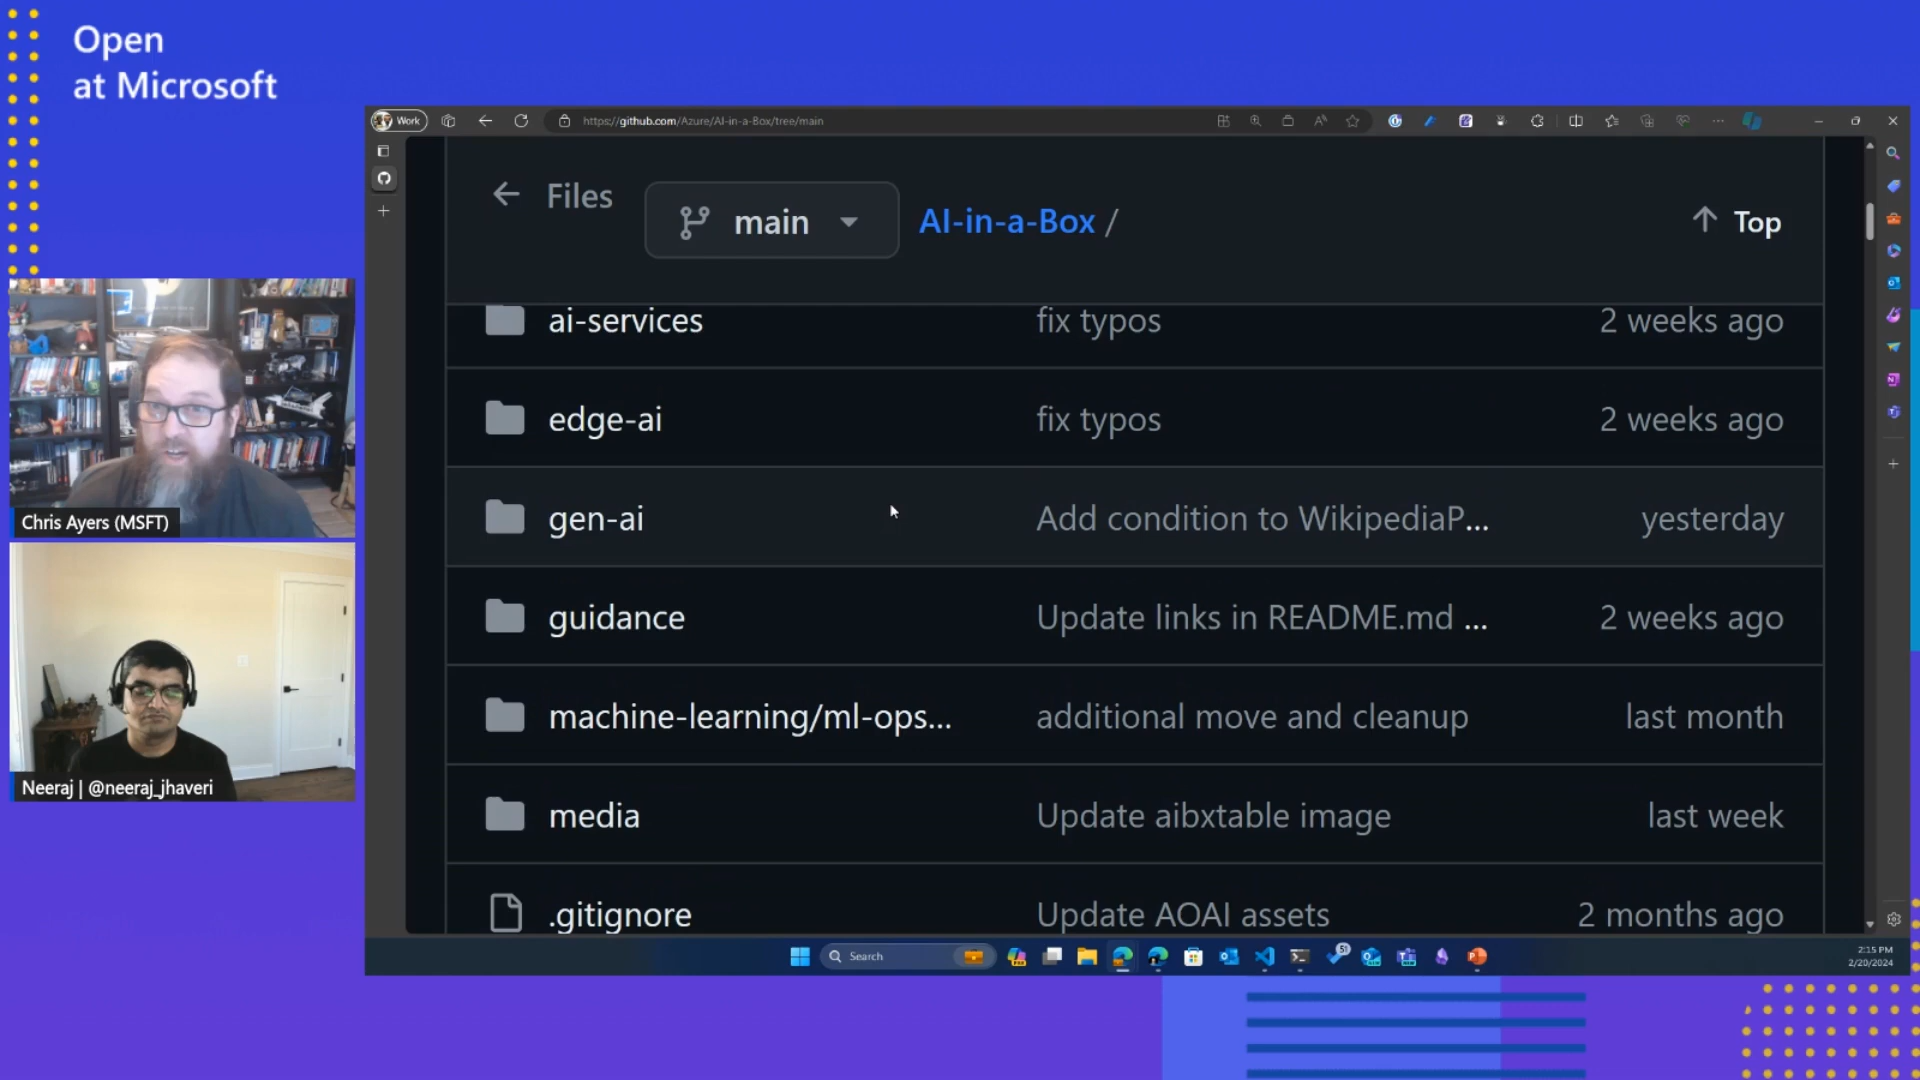 Open
at Microsoft
Work
https://github.com/Azure/AI-in-a-Box/tree/main
Files
main
AI-in-a-Box /
Top
ai-services
fix typos
2 weeks ago
edge-ai
fix typos
2 weeks ago
gen-ai
Add condition to WikipediaP...
yesterday
guidance
Update links in README.md ...
2 weeks ago
machine-learning/ml-ops...
additional move and cleanup
last month
media
Update aibxtable image
last week
.gitignore
Update AOAI assets
2 months ago
Chris Ayers (MSFT)
Neeraj | @neeraj_jhaveri
Search
51
2:15 PM
2/20/2024